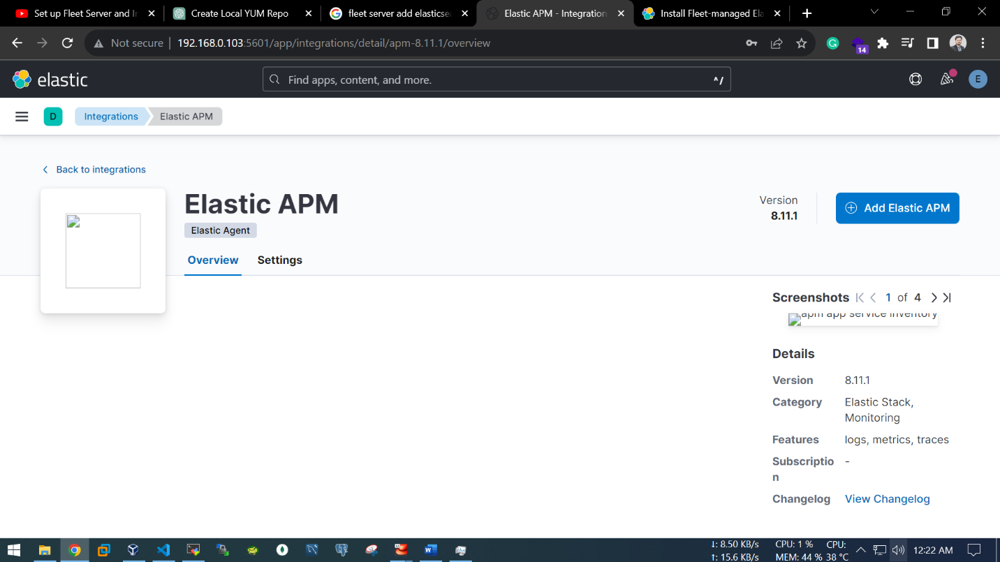 Set up Fleet Server and In
Create Local YUM Repo
fleet server add elasticsea
Elastic APM - Integration
Install Fleet-managed Ela
Not secure
192.168.0.103:5601/app/integrations/detail/apm-8.11.1/overview
14
elastic
Find apps, content, and more.
^/
E
D
Integrations
Elastic APM
Back to integrations
Elastic APM
Elastic Agent
Version
8.11.1
Add Elastic APM
Overview
Settings
Screenshots
1 of 4
apm app service inventory
Details
Version 8.11.1
Category Elastic Stack,
Monitoring
Features logs, metrics, traces
Subscriptio -
n
Changelog View Changelog
↓: 8.50 KB/s CPU: 1 % CPU:
↑: 15.6 KB/s MEM: 44 % 38 °C
12:22 AM